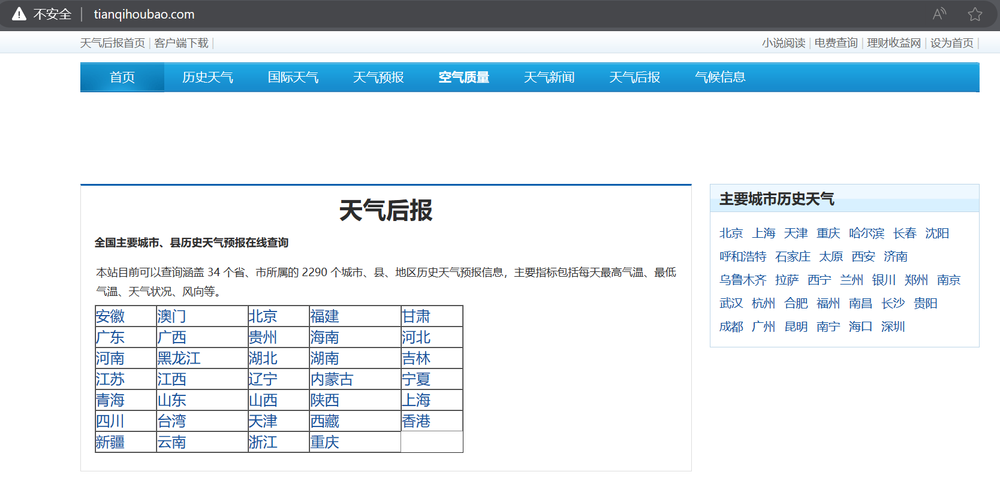 不安全 | tianqihoubao.com
天气后报首页 | 客户端下载 |
小说阅读 | 电费查询 | 理财收益网 | 设为首页 |
首页 历史天气 国际天气 天气预报 空气质量 天气新闻 天气后报 气候信息
天气后报
全国主要城市、县历史天气预报在线查询
本站目前可以查询涵盖 34 个省、市所属的 2290 个城市、县、地区历史天气预报信息，主要指标包括每天最高气温、最低
气温、天气状况、风向等。
安徽 澳门 北京 福建 甘肃
广东 广西 贵州 海南 河北
河南 黑龙江 湖北 湖南 吉林
江苏 江西 辽宁 内蒙古 宁夏
青海 山东 山西 陕西 上海
四川 台湾 天津 西藏 香港
新疆 云南 浙江 重庆
主要城市历史天气
北京 上海 天津 重庆 哈尔滨 长春 沈阳
呼和浩特 石家庄 太原 西安 济南
乌鲁木齐 拉萨 西宁 兰州 银川 郑州 南京
武汉 杭州 合肥 福州 南昌 长沙 贵阳
成都 广州 昆明 南宁 海口 深圳